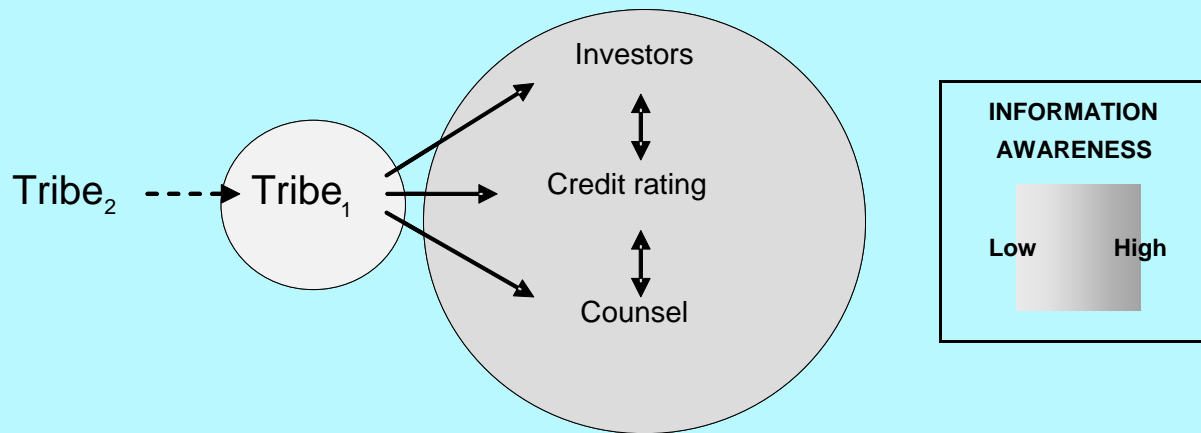 Investors
INFORMATION
AWARENESS
Tribe₂
Tribe₁
Credit rating
Low
High
Counsel